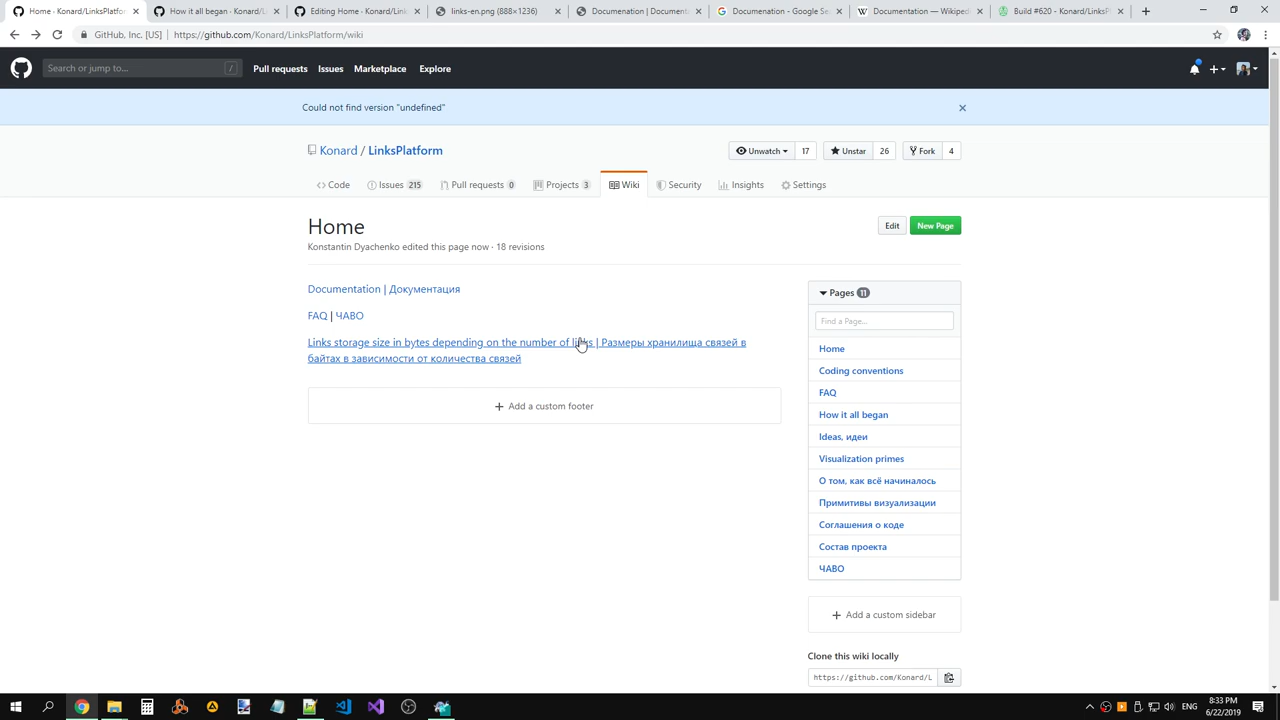 Home · Konard/LinksPlatf
How it all began · Konard/L
Editing Home · Konard/Link
links-en.png (888×1236)
Documentation | Document
Documenation - Google Se
Documentation — Wikiped
Build #620 - Konard/LinksP
GitHub, Inc. [US] | https://github.com/Konard/LinksPlatform/wiki
Search or jump to... /
Pull requests Issues Marketplace Explore
Could not find version "undefined"
Konard / LinksPlatform
Unwatch 17 Unstar 26 Fork 4
Code Issues 215 Pull requests 0 Projects 3 Wiki Security Insights Settings
Home
Edit New Page
Konstantin Dyachenko edited this page now · 18 revisions
Documentation | Документация
FAQ | ЧАВО
Links storage size in bytes depending on the number of links | Размеры хранилища связей в
байтах в зависимости от количества связей
Add a custom footer
Pages 11
Find a Page...
Home
Coding conventions
FAQ
How it all began
Ideas, идеи
Visualization primes
О том, как всё начиналось
Примитивы визуализации
Соглашения о коде
Состав проекта
ЧАВО
Add a custom sidebar
Clone this wiki locally
https://github.com/Konard/L
ENG
8:33 PM
6/22/2019